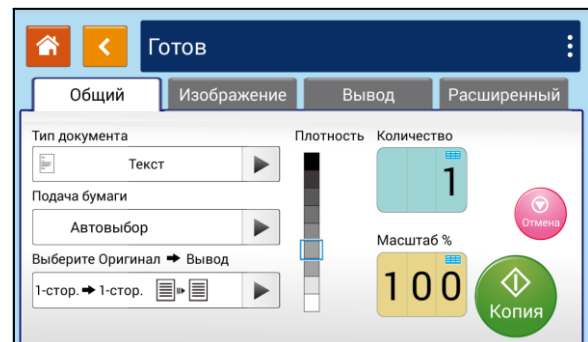 Готов
Общий Изображение Вывод Расширенный
Тип документа Плотность Количество
Текст
1
Подача бумаги
Автовыбор
Отмена
Масштаб %
Выберите Оригинал ➡ Вывод
1-стор. ➡ 1-стор.
100
Копия